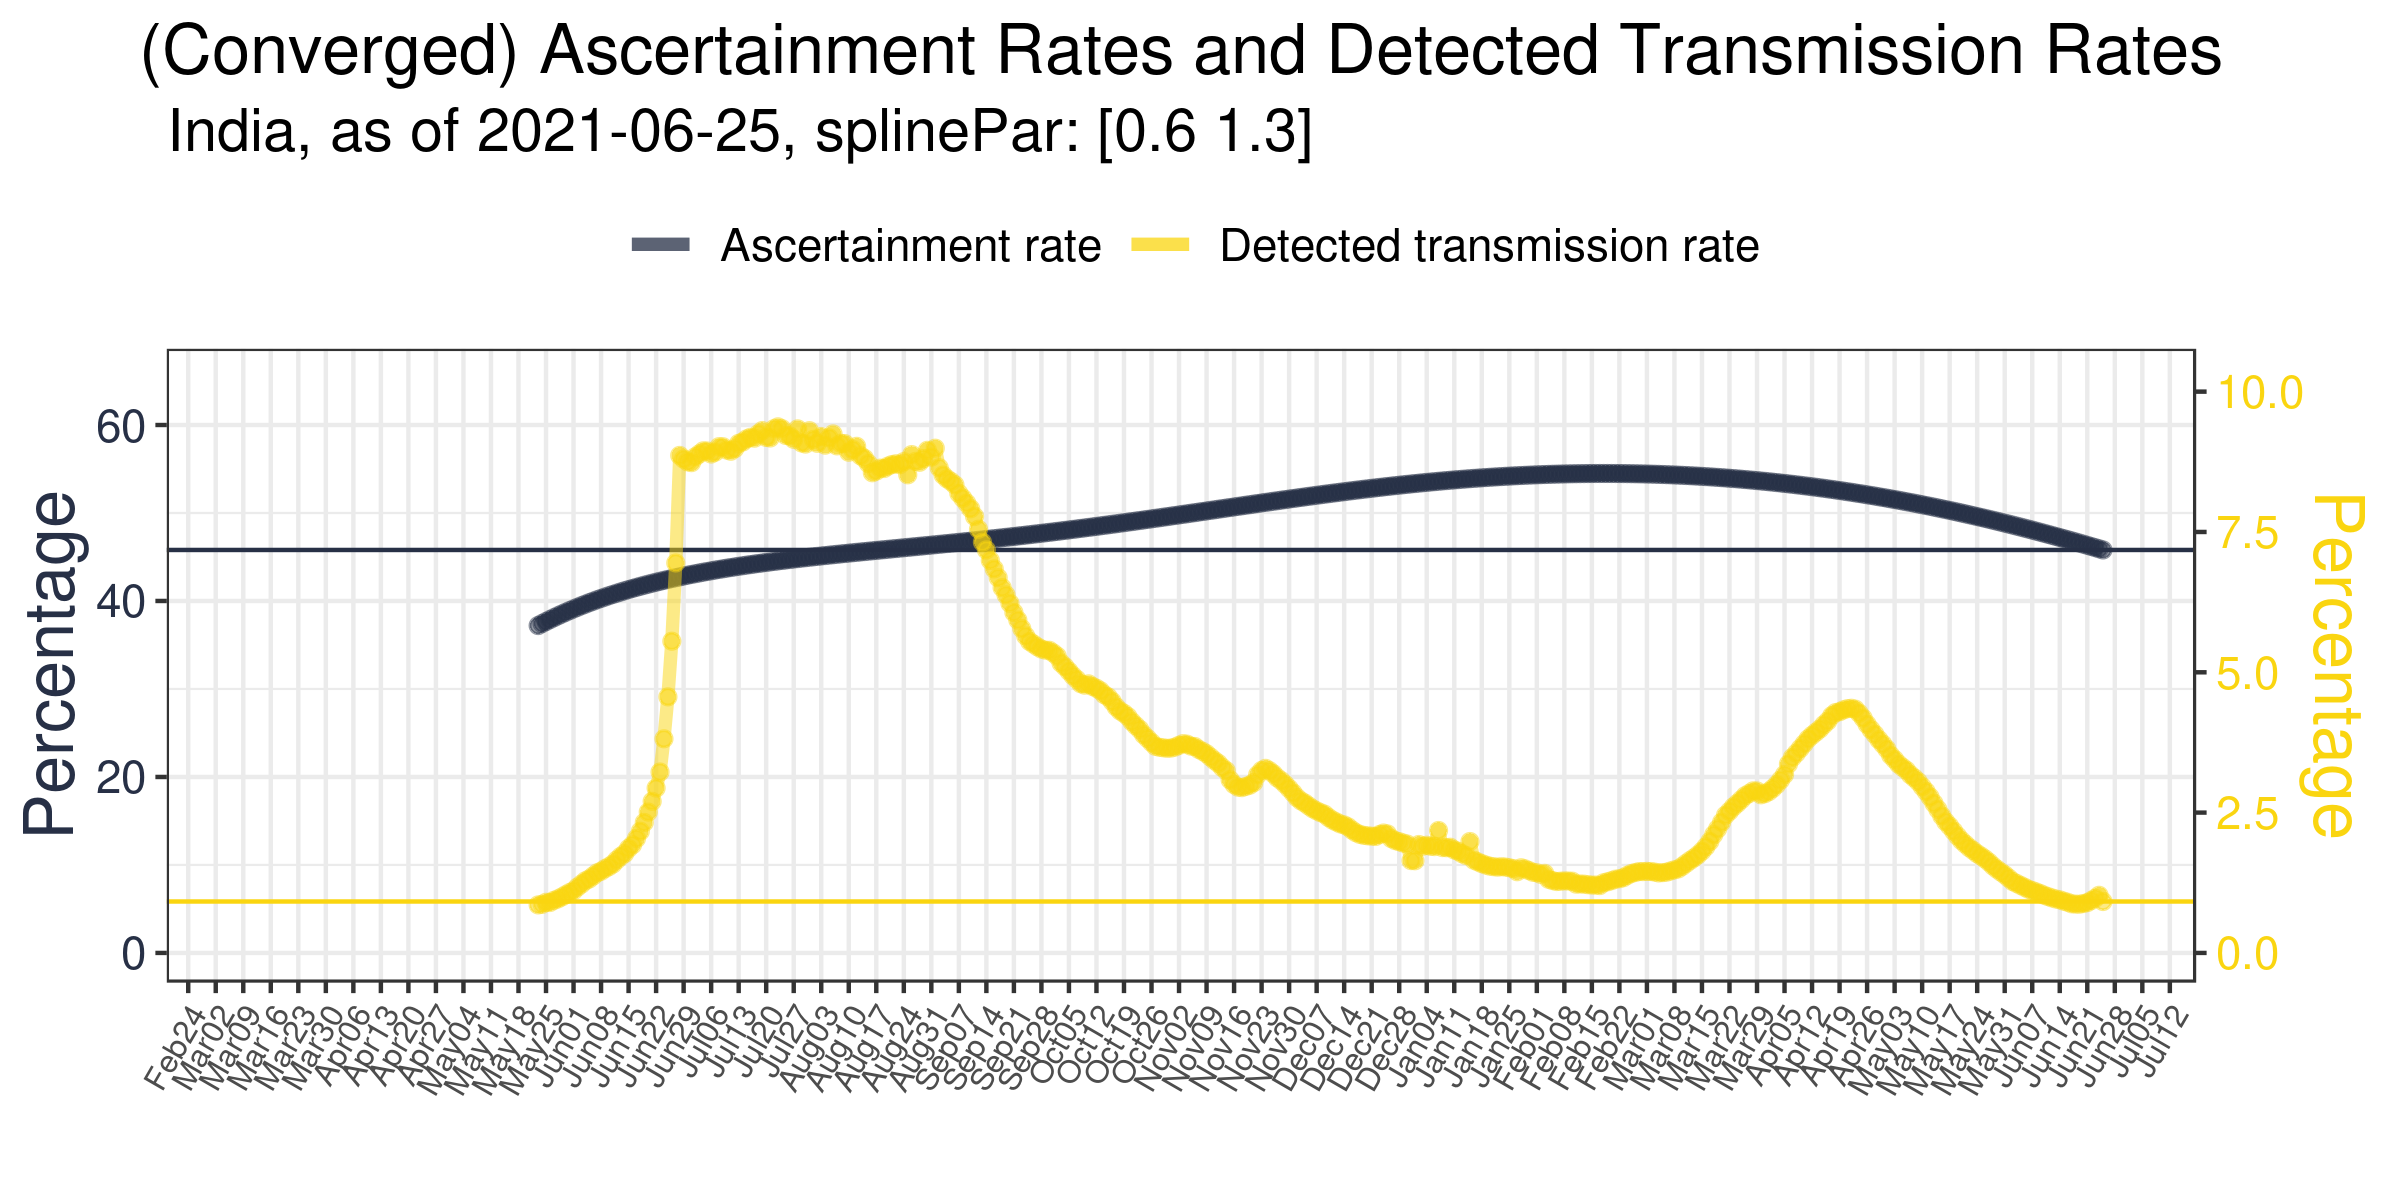 (Converged) Ascertainment Rates and Detected Transmission Rates
India, as of 2021-06-25, splinePar: [0.6 1.3]
Ascertainment rate
Detected transmission rate
Percentage
60
40
20
0
10.0
7.5
5.0
2.5
0.0
Percentage
Feb24
Mar02
Mar09
Mar16
Mar23
Mar30
Apr06
Apr13
Apr20
Apr27
May04
May11
May18
May25
Jun01
Jun08
Jun15
Jun22
Jun29
Jul06
Jul13
Jul20
Jul27
Aug03
Aug10
Aug17
Aug24
Aug31
Sep07
Sep14
Sep21
Sep28
Oct05
Oct12
Oct19
Oct26
Nov02
Nov09
Nov16
Nov23
Nov30
Dec07
Dec14
Dec21
Dec28
Jan04
Jan11
Jan18
Jan25
Feb01
Feb08
Feb15
Feb22
Mar01
Mar08
Mar15
Mar22
Mar29
Apr05
Apr12
Apr19
Apr26
May03
May10
May17
May24
May31
Jun07
Jun14
Jun21
Jun28
Jul05
Jul12